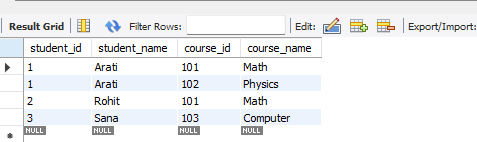 Result Grid Filter Rows: Edit: Export/Import:
student_id student_name course_id course_name
1 Arati 101 Math
1 Arati 102 Physics
2 Rohit 101 Math
3 Sana 103 Computer
NULL NULL NULL NULL